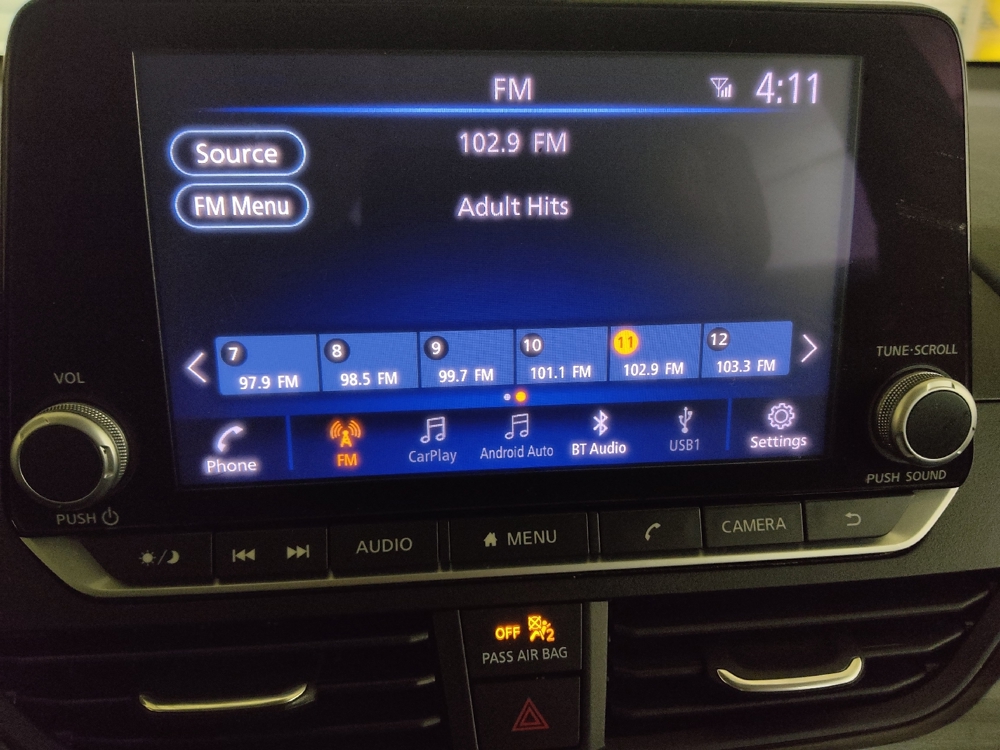 FM
4:11
Source
102.9 FM
FM Menu
Adult Hits
7
97.9 FM
8
98.5 FM
9
99.7 FM
10
101.1 FM
11
102.9 FM
12
103.3 FM
Phone
FM
CarPlay
Android Auto
BT Audio
USB1
Settings
VOL
PUSH
TUNE·SCROLL
PUSH SOUND
AUDIO
MENU
CAMERA
OFF
2
PASS AIR BAG